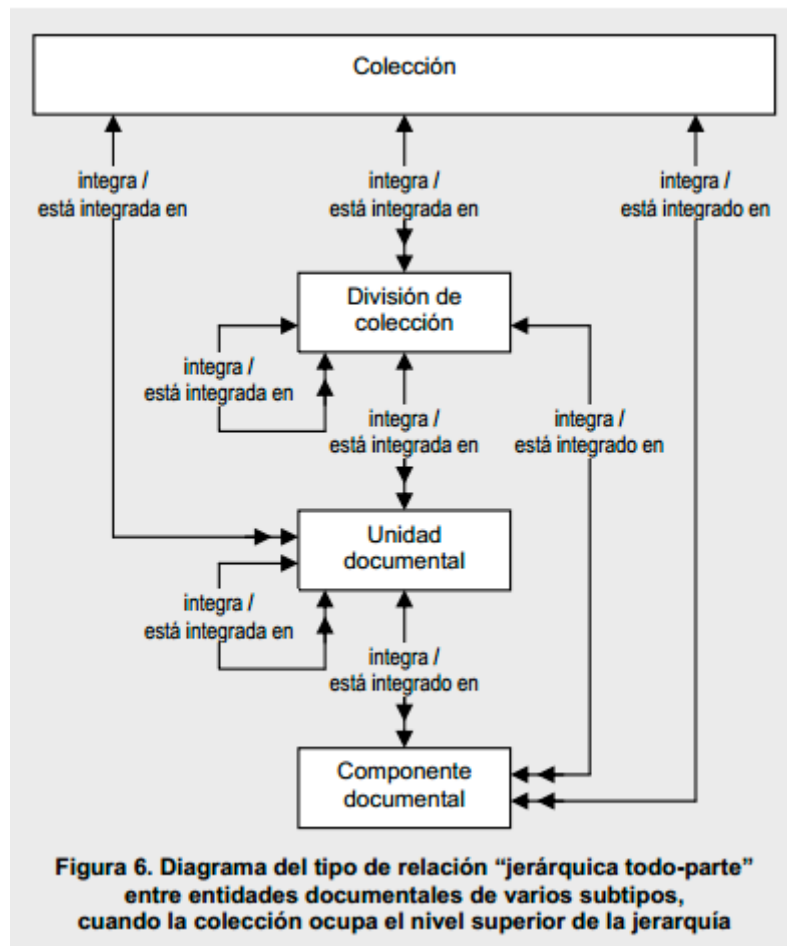 Colección
integra /
está integrada en
integra /
está integrada en
integra /
está integrado en
División de
colección
integra /
está integrada en
integra /
está integrada en
integra /
está integrado en
Unidad
documental
integra /
está integrada en
integra /
está integrado en
Componente
documental
Figura 6. Diagrama del tipo de relación “jerárquica todo-parte”
entre entidades documentales de varios subtipos,
cuando la colección ocupa el nivel superior de la jerarquía